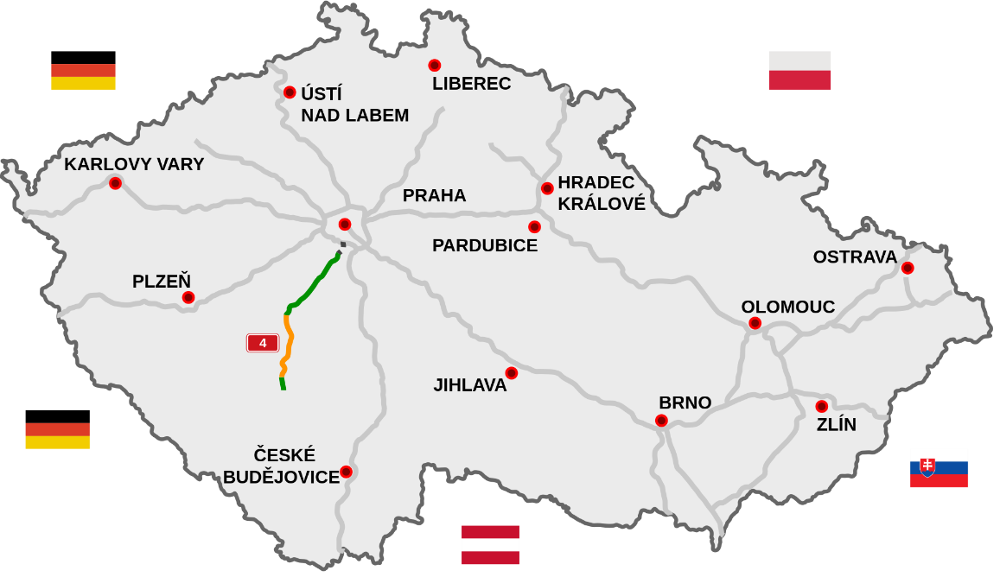 LIBEREC
ÚSTÍ
NAD LABEM
KARLOVY VARY
HRADEC
KRÁLOVÉ
PRAHA
PARDUBICE
OSTRAVA
PLZEŇ
OLOMOUC
4
JIHLAVA
BRNO
ZLÍN
ČESKÉ
BUDĚJOVICE